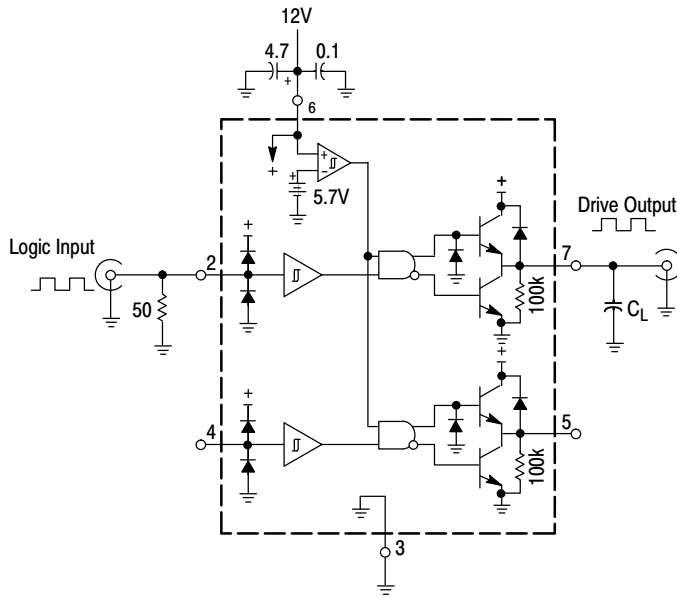 12V
4.7
0.1
+
6
+
+
-
+
5.7V
Logic Input
2
+
50
+
Drive Output
7
100k
CL
4
+
+
5
100k
3